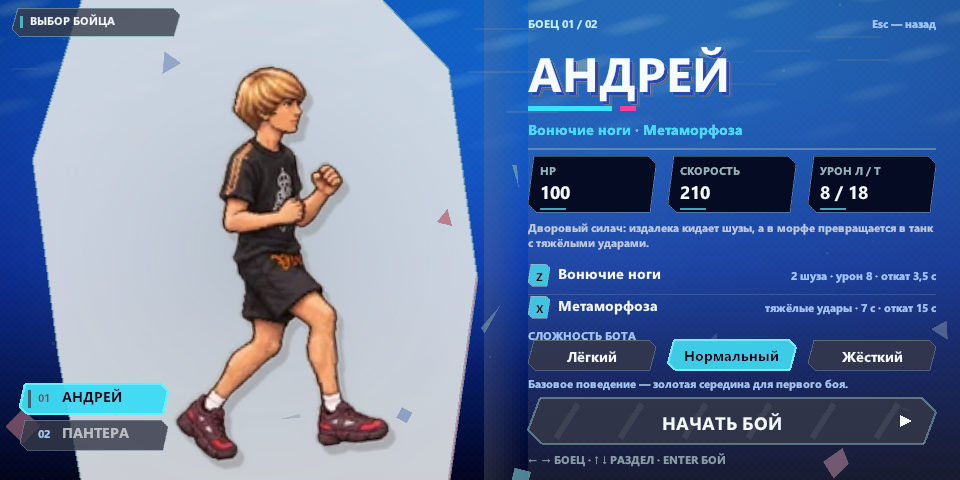 ВЫБОР БОЙЦА
01 АНДРЕЙ
02 ПАНТЕРА
БОЕЦ 01 / 02
Esc — назад
АНДРЕЙ
Вонючие ноги · Метаморфоза
HP
100
СКОРОСТЬ
210
УРОН Л / Т
8 / 18
Дворовый силач: издалека кидает шузы, а в морфе превращается в танк
с тяжёлыми ударами.
Z Вонючие ноги 2 шуза · урон 8 · откат 3,5 с
X Метаморфоза тяжёлые удары · 7 с · откат 15 с
СЛОЖНОСТЬ БОТА
Лёгкий Нормальный Жёсткий
Базовое поведение — золотая середина для первого боя.
НАЧАТЬ БОЙ
← → БОЕЦ · ↑ ↓ РАЗДЕЛ · ENTER БОЙ